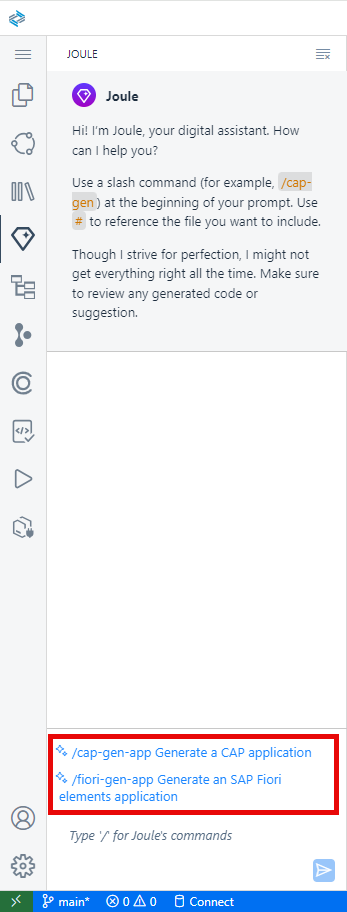 JOULE
Joule
Hi! I'm Joule, your digital assistant. How
can I help you?
Use a slash command (for example, /cap-
gen) at the beginning of your prompt. Use
# to reference the file you want to include.
Though I strive for perfection, I might not
get everything right all the time. Make sure
to review any generated code or
suggestion.
/cap-gen-app Generate a CAP application
/fiori-gen-app Generate an SAP Fiori
elements application
Type '/' for Joule's commands
main* 0 0 Connect